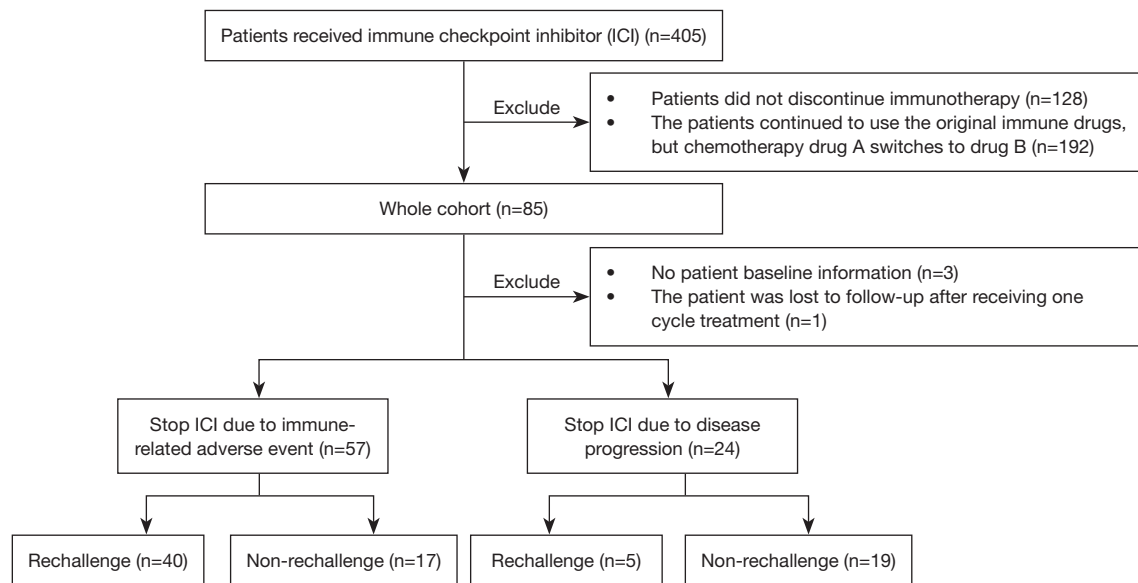 Patients received immune checkpoint inhibitor (ICI) (n=405)
Exclude
• Patients did not discontinue immunotherapy (n=128)
• The patients continued to use the original immune drugs,
but chemotherapy drug A switches to drug B (n=192)
Whole cohort (n=85)
Exclude
• No patient baseline information (n=3)
• The patient was lost to follow-up after receiving one
cycle treatment (n=1)
Stop ICI due to immune-
related adverse event (n=57)
Stop ICI due to disease
progression (n=24)
Rechallenge (n=40)
Non-rechallenge (n=17)
Rechallenge (n=5)
Non-rechallenge (n=19)